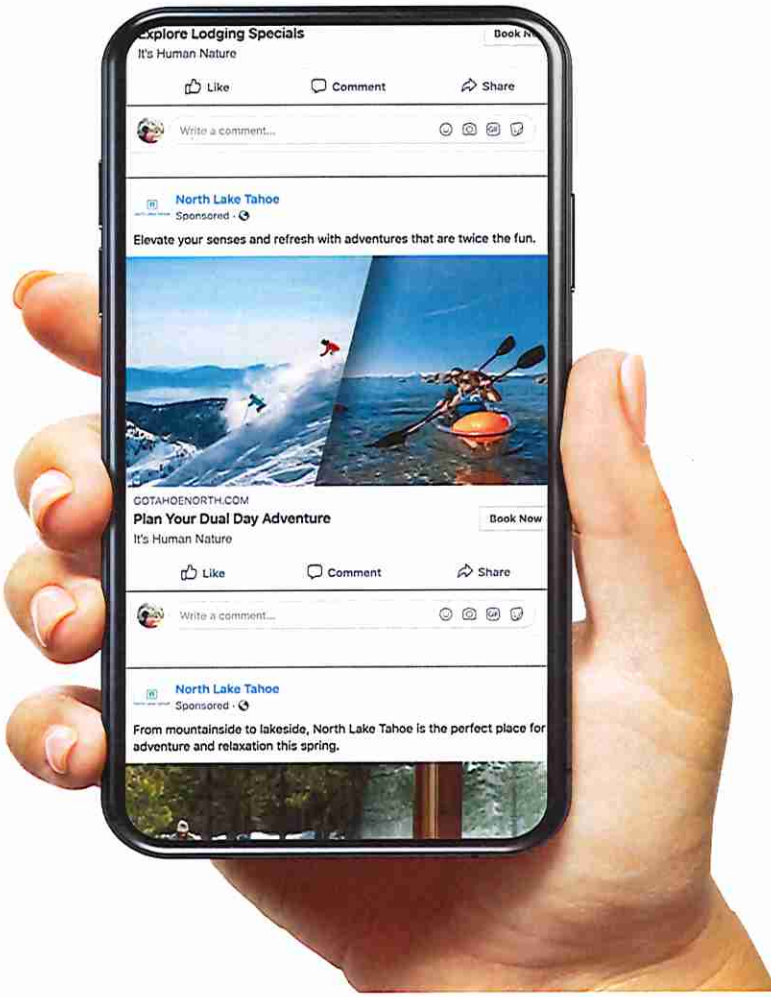 Explore Lodging Specials
Book N
It's Human Nature
Like Comment Share
Write a comment...
GIF
North Lake Tahoe
Sponsored ·
Elevate your senses and refresh with adventures that are twice the fun.
GOTAHOENORTH.COM
Plan Your Dual Day Adventure
Book Now
It's Human Nature
Like Comment Share
Write a comment...
GIF
North Lake Tahoe
Sponsored ·
From mountainside to lakeside, North Lake Tahoe is the perfect place for
adventure and relaxation this spring.